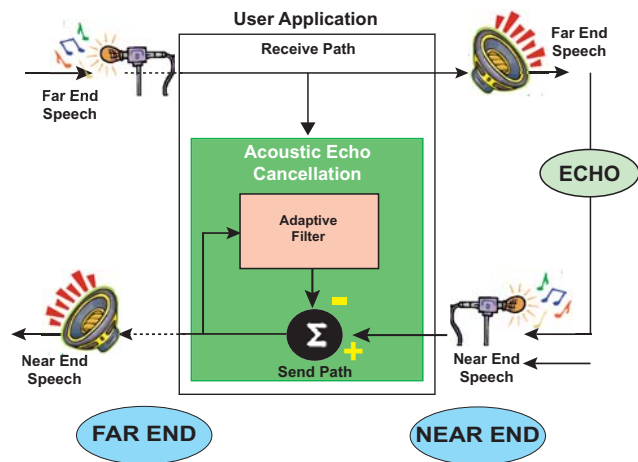 User Application
Receive Path
Far End
Speech
Far End
Speech
Acoustic Echo
Cancellation
ECHO
Adaptive
Filter
-
Σ
+
Near End
Speech
Send Path
Near End
Speech
FAR END
NEAR END